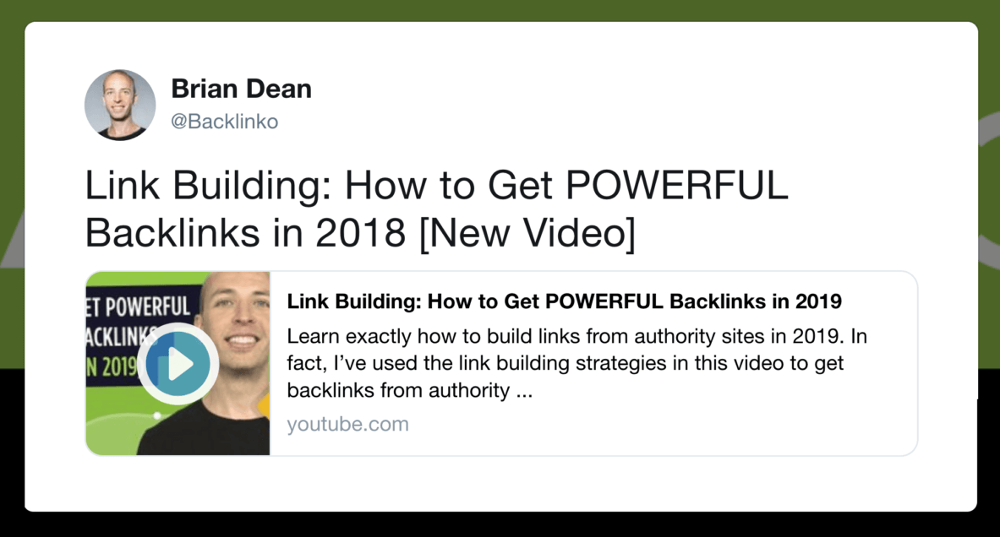 Brian Dean
@Backlinko
Link Building: How to Get POWERFUL
Backlinks in 2018 [New Video]
ET POWERFUL
ACKLINKS
N 2019
Link Building: How to Get POWERFUL Backlinks in 2019
Learn exactly how to build links from authority sites in 2019. In
fact, I’ve used the link building strategies in this video to get
backlinks from authority ...
youtube.com